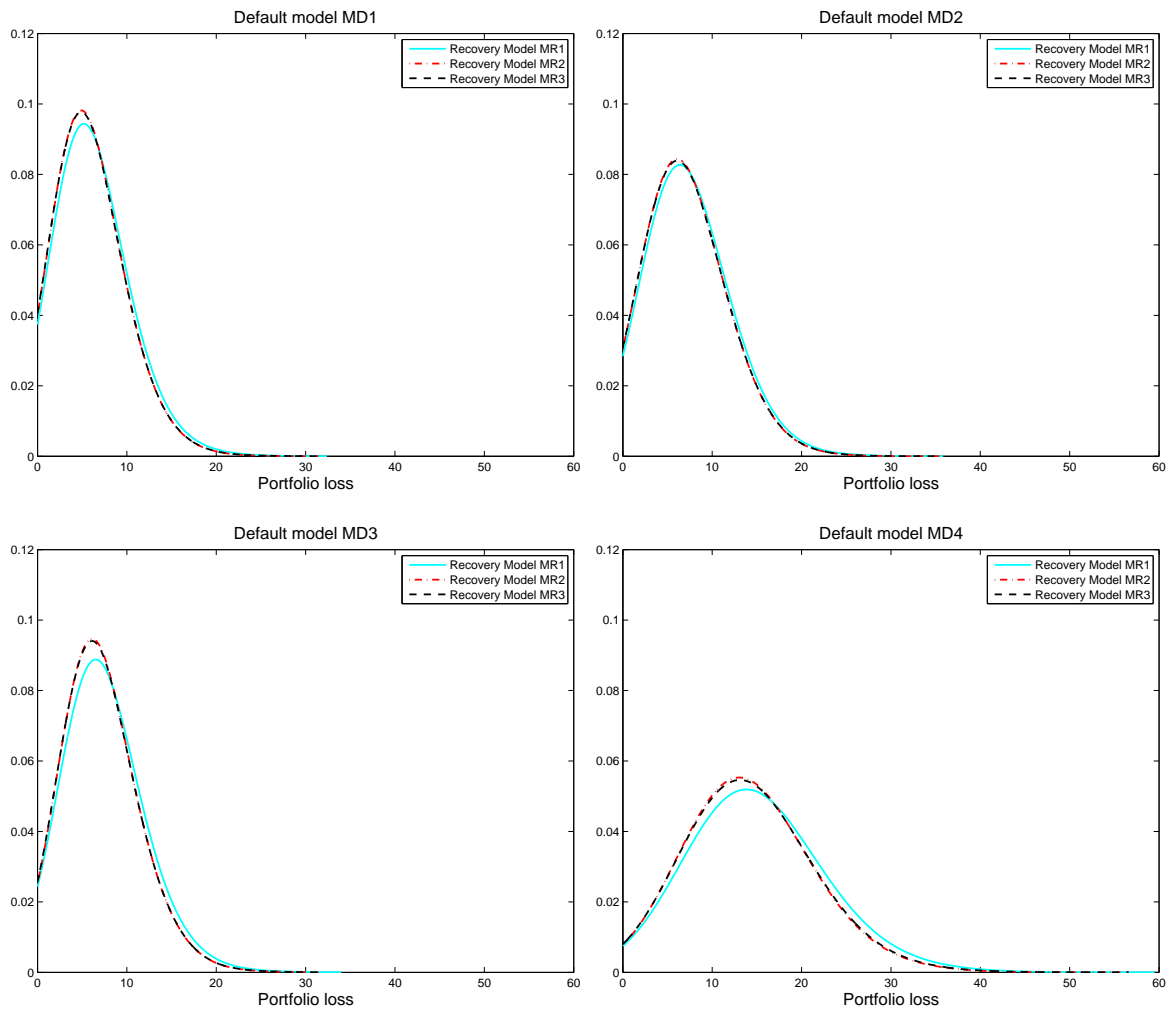 Default model MD1
0.12
0.1
0.08
0.06
0.04
0.02
0
0 10 20 30 40 50 60
Portfolio loss
Recovery Model MR1
Recovery Model MR2
Recovery Model MR3
Default model MD2
0.12
0.1
0.08
0.06
0.04
0.02
0
0 10 20 30 40 50 60
Portfolio loss
Recovery Model MR1
Recovery Model MR2
Recovery Model MR3
Default model MD3
0.12
0.1
0.08
0.06
0.04
0.02
0
0 10 20 30 40 50 60
Portfolio loss
Recovery Model MR1
Recovery Model MR2
Recovery Model MR3
Default model MD4
0.12
0.1
0.08
0.06
0.04
0.02
0
0 10 20 30 40 50 60
Portfolio loss
Recovery Model MR1
Recovery Model MR2
Recovery Model MR3